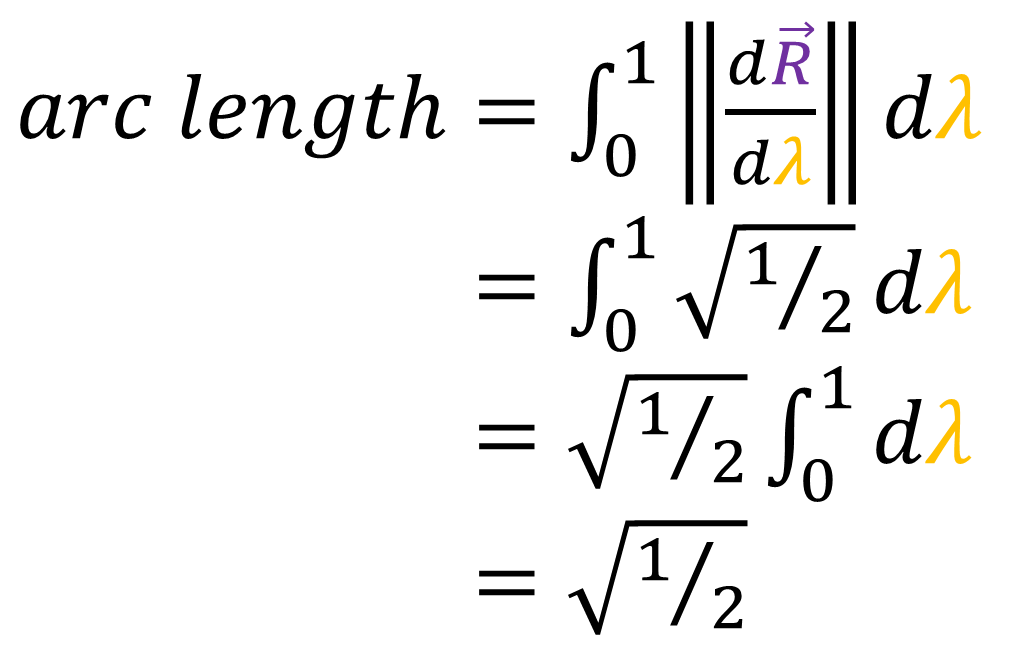 arc length = ∫₀¹ ‖dR⃗/dλ‖ dλ
= ∫₀¹ √(1/2) dλ
= √(1/2) ∫₀¹ dλ
= √(1/2)